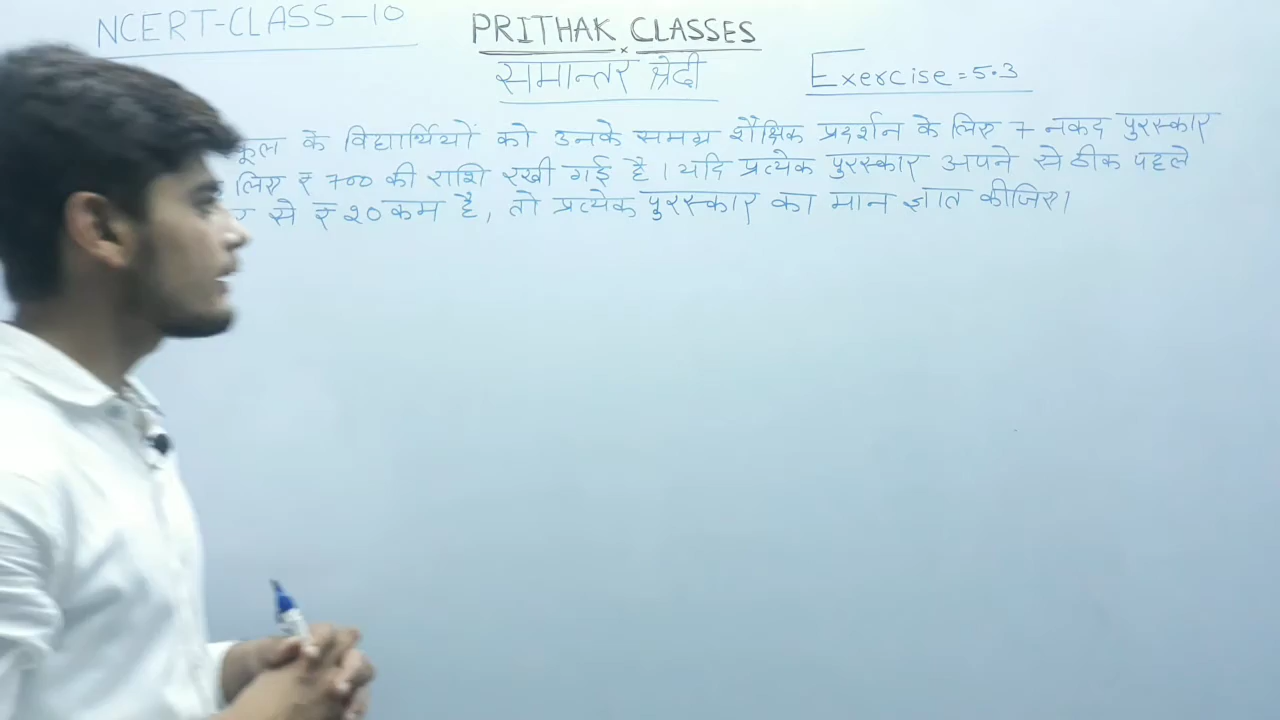 NCERT-CLASS-10
PRITHAK CLASSES
×
समान्तर श्रेढ़ी
Exercise = 5.3
कूल के विद्यार्थियों को उनके समग्र शैक्षिक प्रदर्शन के लिए 7 नकद पुरस्कार
लिए ₹ 700 की राशि रखी गई है। यदि प्रत्येक पुरस्कार अपने से ठीक पहले
से ₹ 20 कम है, तो प्रत्येक पुरस्कार का मान ज्ञात कीजिए।